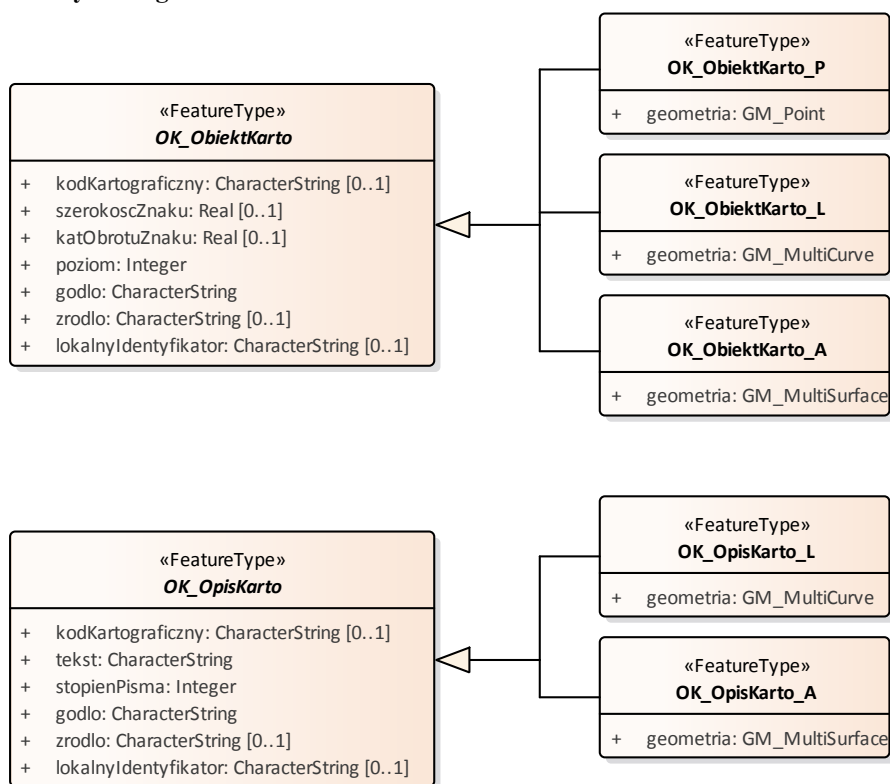 «FeatureType»
OK_ObiektKarto
+ kodKartograficzny: CharacterString [0..1]
+ szerokoscZnaku: Real [0..1]
+ katObrotuZnaku: Real [0..1]
+ poziom: Integer
+ godlo: CharacterString
+ zrodlo: CharacterString [0..1]
+ lokalnyIdentyfikator: CharacterString [0..1]
«FeatureType»
OK_ObiektKarto_P
+ geometria: GM_Point
«FeatureType»
OK_ObiektKarto_L
+ geometria: GM_MultiCurve
«FeatureType»
OK_ObiektKarto_A
+ geometria: GM_MultiSurface
«FeatureType»
OK_OpisKarto
+ kodKartograficzny: CharacterString [0..1]
+ tekst: CharacterString
+ stopienPisma: Integer
+ godlo: CharacterString
+ zrodlo: CharacterString [0..1]
+ lokalnyIdentyfikator: CharacterString [0..1]
«FeatureType»
OK_OpisKarto_L
+ geometria: GM_MultiCurve
«FeatureType»
OK_OpisKarto_A
+ geometria: GM_MultiSurface